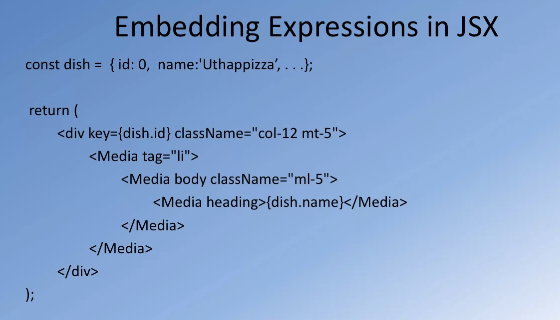 Embedding Expressions in JSX
const dish = { id: 0, name:'Uthappizza’, . . .};
return (
<div key={dish.id} className="col-12 mt-5">
<Media tag="li">
<Media body className="ml-5">
<Media heading>{dish.name}</Media>
</Media>
</Media>
</div>
);